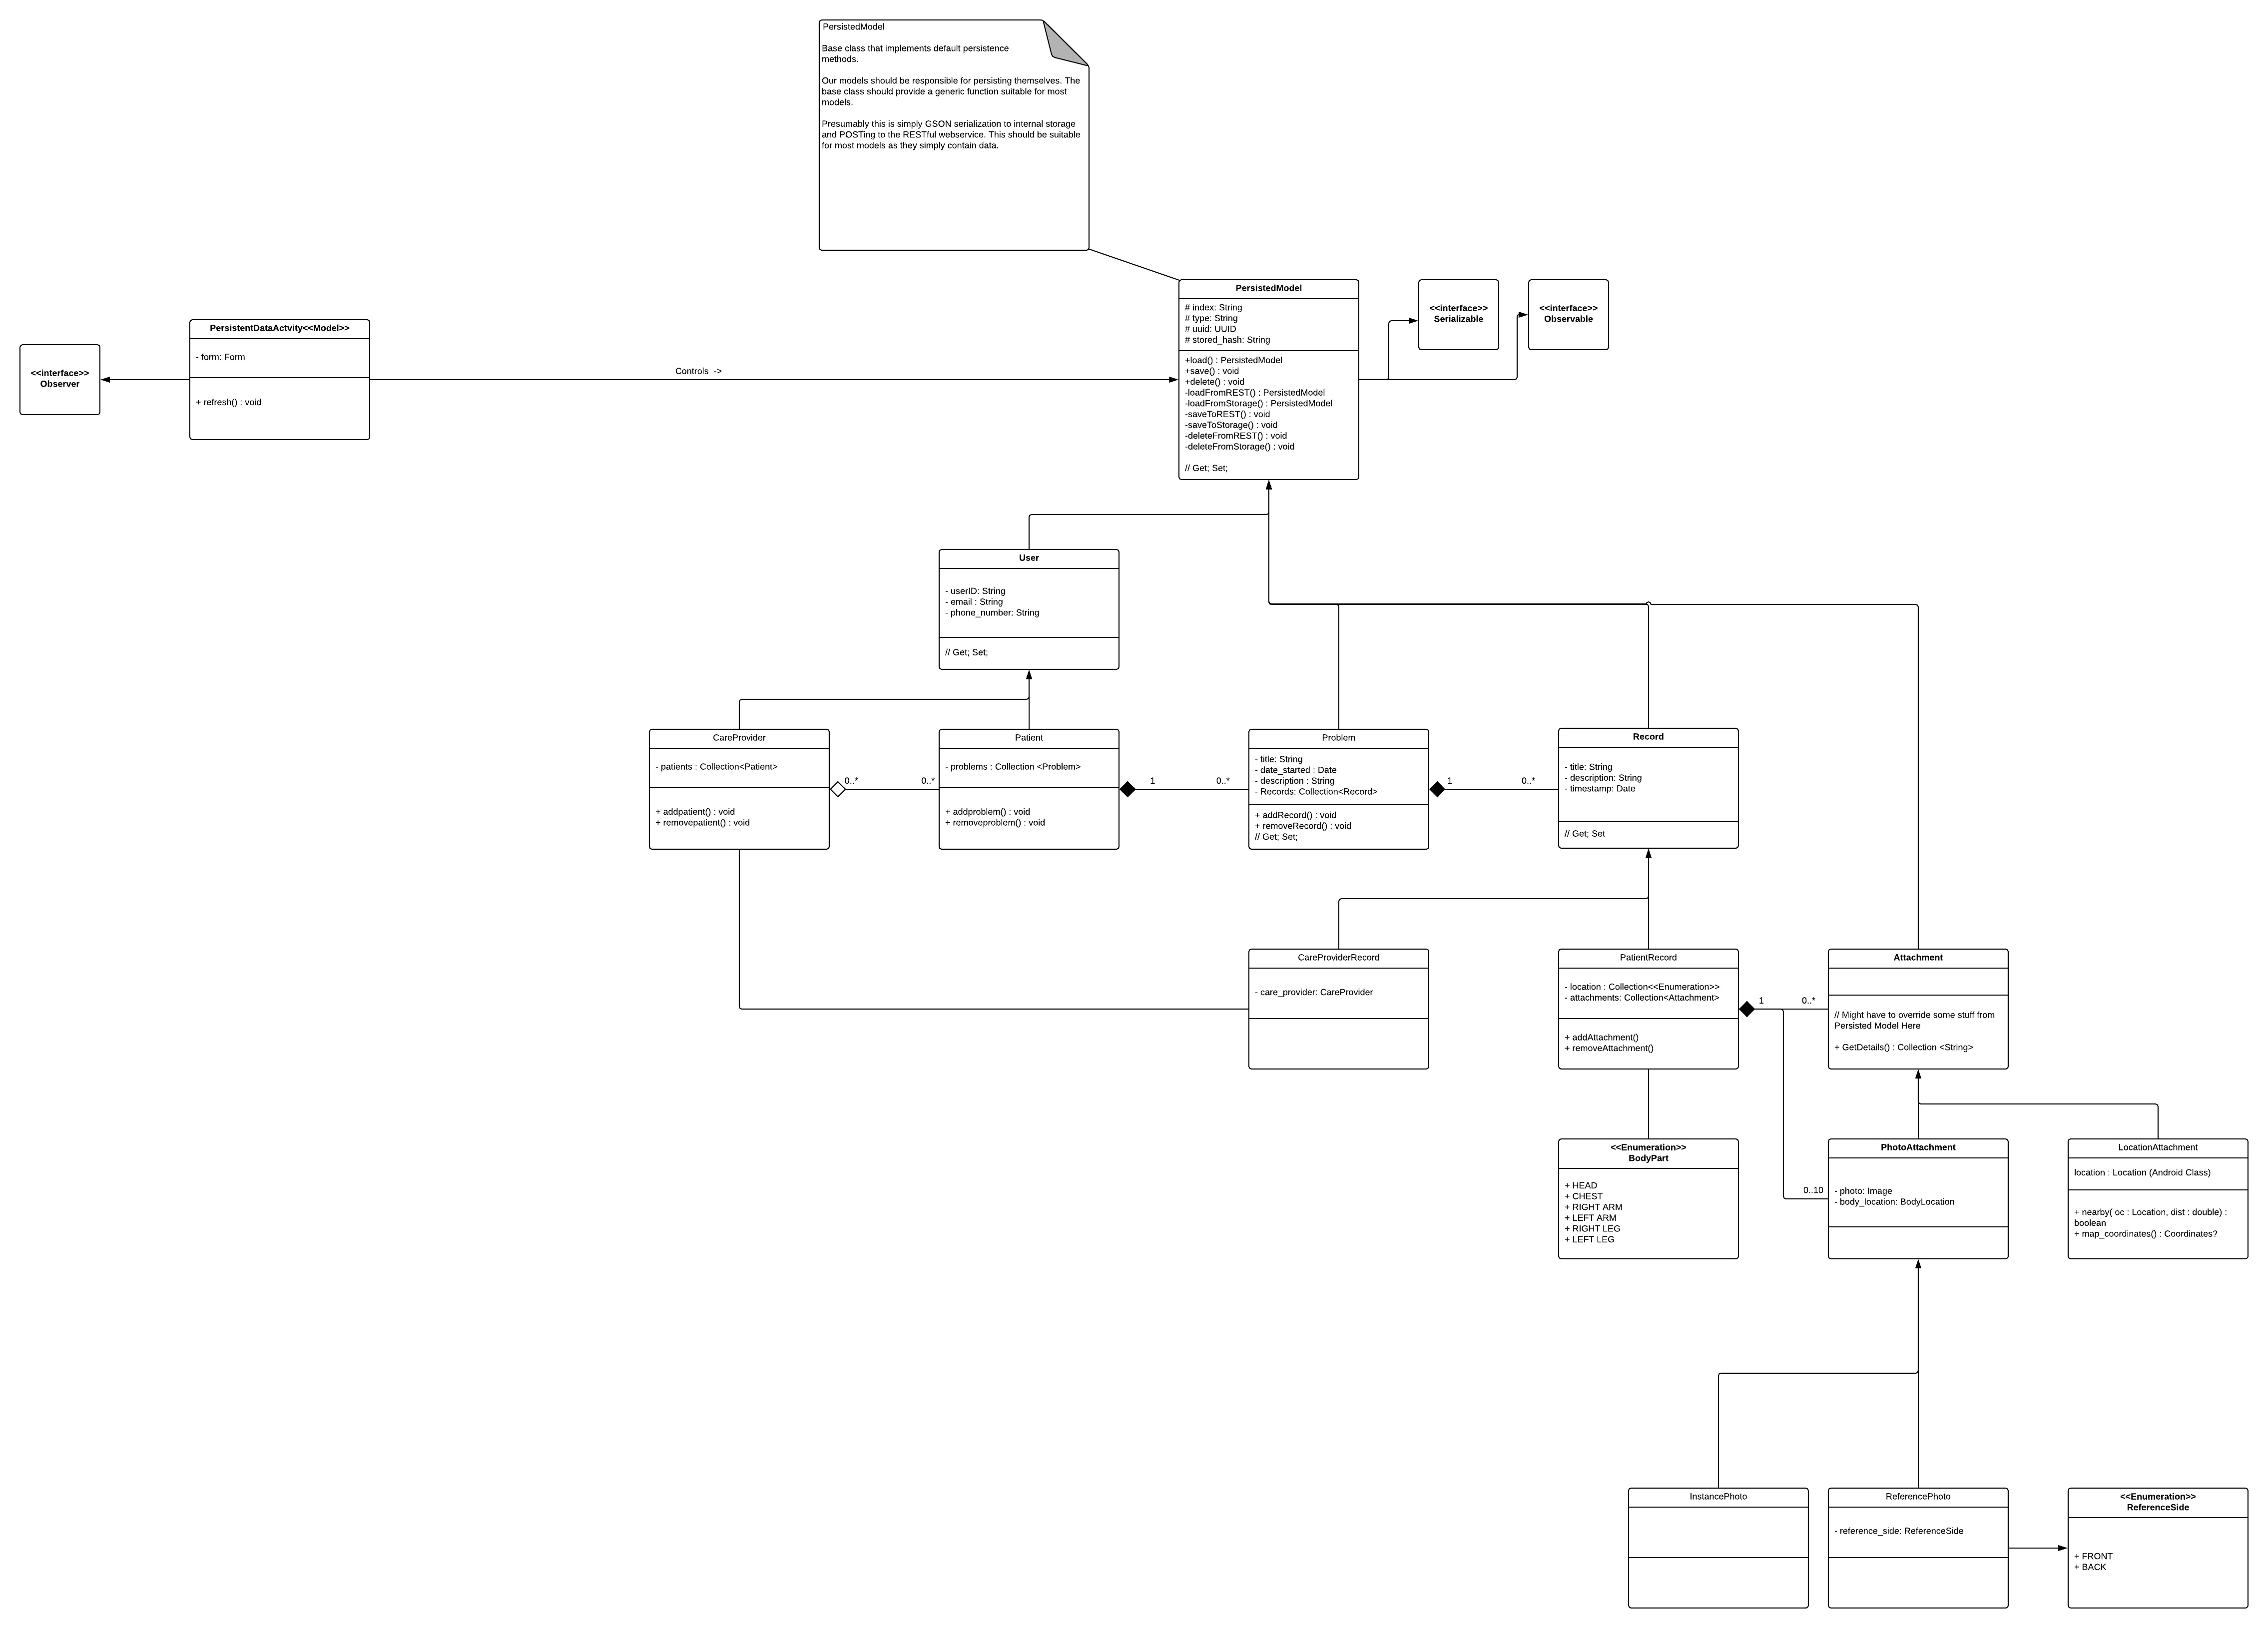 PersistedModel
Base class that implements default persistence
methods.
Our models should be responsible for persisting themselves. The
base class should provide a generic function suitable for most
models.
Presumably this is simply GSON serialization to internal storage
and POSTing to the RESTful webservice. This should be suitable
for most models as they simply contain data.
<<interface>>
Observer
PersistentDataActvity<<Model>>
- form: Form
+ refresh() : void
Controls ->
PersistedModel
# index: String
# type: String
# uuid: UUID
# stored_hash: String
+load() : PersistedModel
+save() : void
+delete() : void
-loadFromREST() : PersistedModel
-loadFromStorage() : PersistedModel
-saveToREST() : void
-saveToStorage() : void
-deleteFromREST() : void
-deleteFromStorage() : void
// Get; Set;
<<interface>>
Serializable
<<interface>>
Observable
User
- userID: String
- email : String
- phone_number: String
// Get; Set;
CareProvider
- patients : Collection<Patient>
+ addpatient() : void
+ removepatient() : void
0..*
0..*
Patient
- problems : Collection <Problem>
+ addproblem() : void
+ removeproblem() : void
1
0..*
Problem
- title: String
- date_started : Date
- description : String
- Records: Collection<Record>
+ addRecord() : void
+ removeRecord() : void
// Get; Set;
1
0..*
Record
- title: String
- description: String
- timestamp: Date
// Get; Set
CareProviderRecord
- care_provider: CareProvider
PatientRecord
- location : Collection<<Enumeration>>
- attachments: Collection<Attachment>
+ addAttachment()
+ removeAttachment()
1
0..*
0..10
Attachment
// Might have to override some stuff from
Persisted Model Here
+ GetDetails() : Collection <String>
<<Enumeration>>
BodyPart
+ HEAD
+ CHEST
+ RIGHT ARM
+ LEFT ARM
+ RIGHT LEG
+ LEFT LEG
PhotoAttachment
- photo: Image
- body_location: BodyLocation
LocationAttachment
location : Location (Android Class)
+ nearby( oc : Location, dist : double) :
boolean
+ map_coordinates() : Coordinates?
InstancePhoto
ReferencePhoto
- reference_side: ReferenceSide
<<Enumeration>>
ReferenceSide
+ FRONT
+ BACK